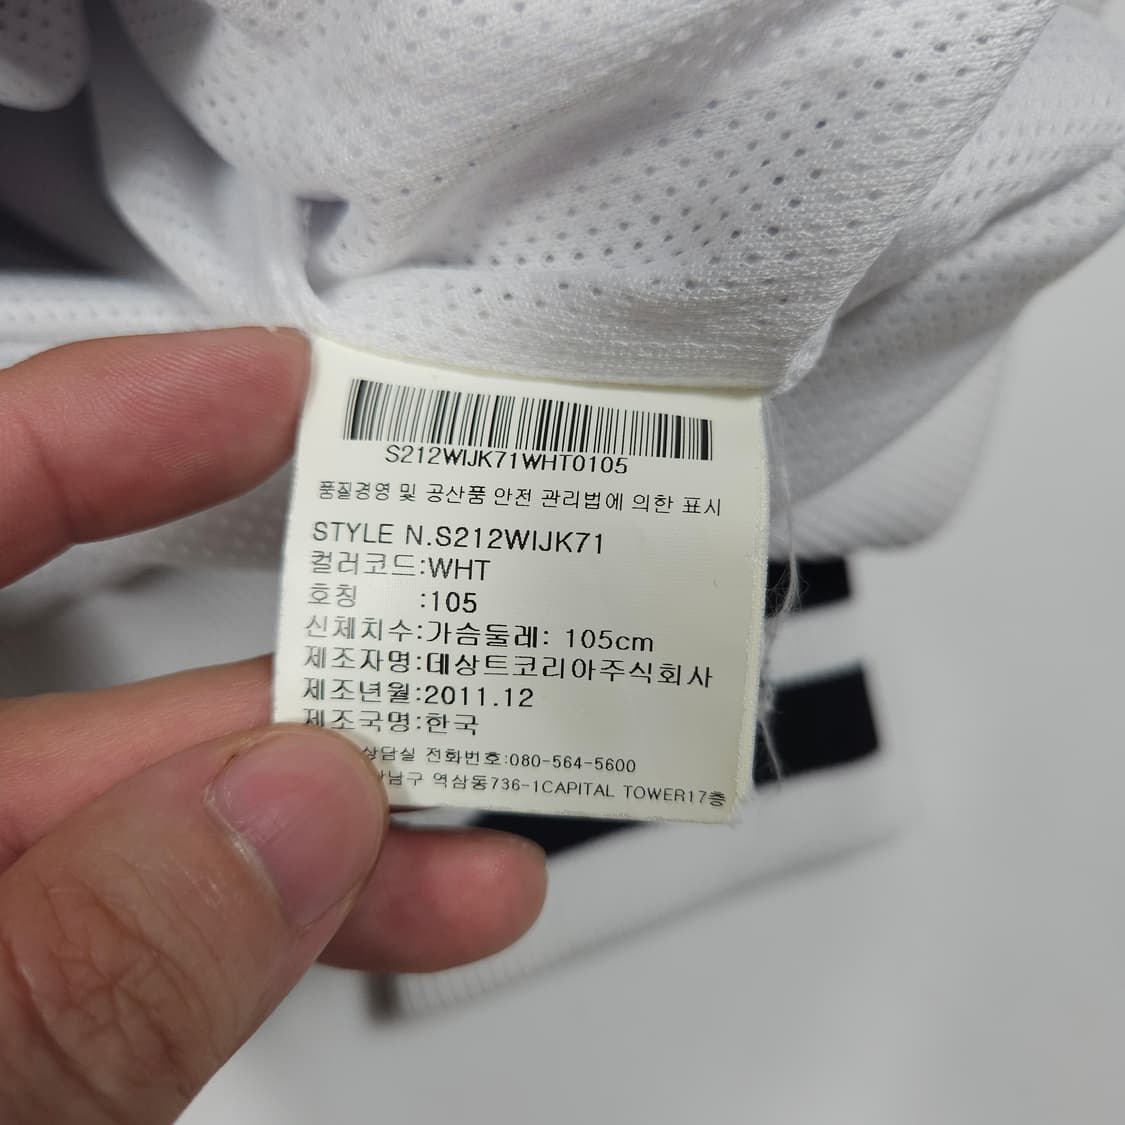 S212WIJK71WHT0105
품질경영 및 공산품 안전 관리법에 의한 표시
STYLE N.S212WIJK71
컬러코드:WHT
호칭 :105
신체치수:가슴둘레: 105cm
제조자명:데상트코리아주식회사
제조년월:2011.12
제조국명:한국
상담실 전화번호:080-564-5600
역삼동736-1CAPITAL TOWER17층